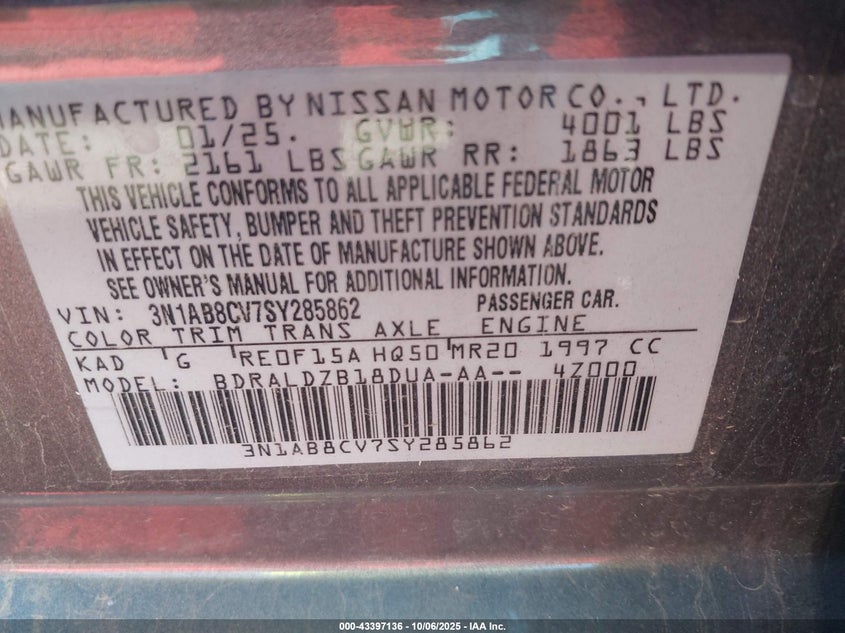 MANUFACTURED BY NISSAN MOTOR CO., LTD.
DATE: 01/25. GVWR: 4001 LBS
GAWR FR: 2161 LBS GAWR RR: 1863 LBS
THIS VEHICLE CONFORMS TO ALL APPLICABLE FEDERAL MOTOR
VEHICLE SAFETY, BUMPER AND THEFT PREVENTION STANDARDS
IN EFFECT ON THE DATE OF MANUFACTURE SHOWN ABOVE.
SEE OWNER'S MANUAL FOR ADDITIONAL INFORMATION.
VIN: 3N1AB8CV7SY285862 PASSENGER CAR.
COLOR TRIM TRANS AXLE ENGINE
KAD G RE0F15A HQ50 MR20 1997 CC
MODEL: BDRALDZB18DUA-AA-- 4Z000
3N1AB8CV7SY285862
000-43397136 - 10/06/2025 - IAA Inc.